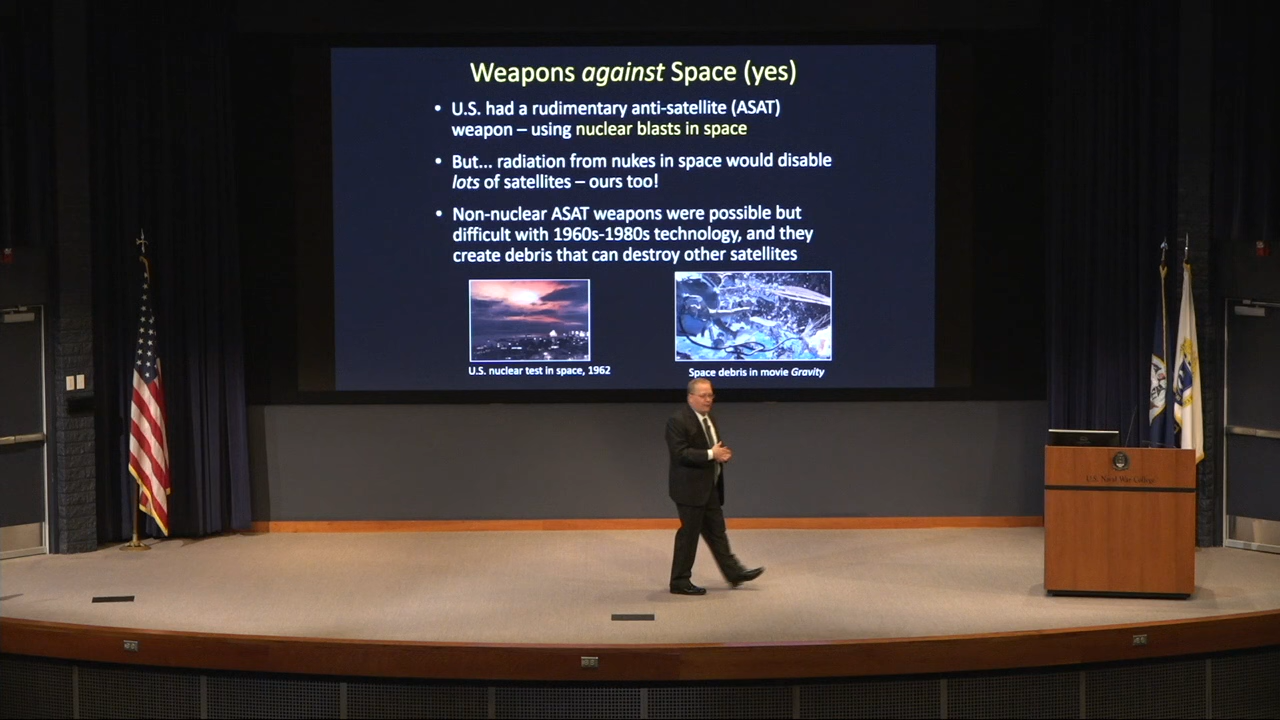 Weapons against Space (yes)
• U.S. had a rudimentary anti-satellite (ASAT)
weapon – using nuclear blasts in space
• But... radiation from nukes in space would disable
lots of satellites – ours too!
• Non-nuclear ASAT weapons were possible but
difficult with 1960s-1980s technology, and they
create debris that can destroy other satellites
U.S. nuclear test in space, 1962
Space debris in movie Gravity
U.S. Naval War College